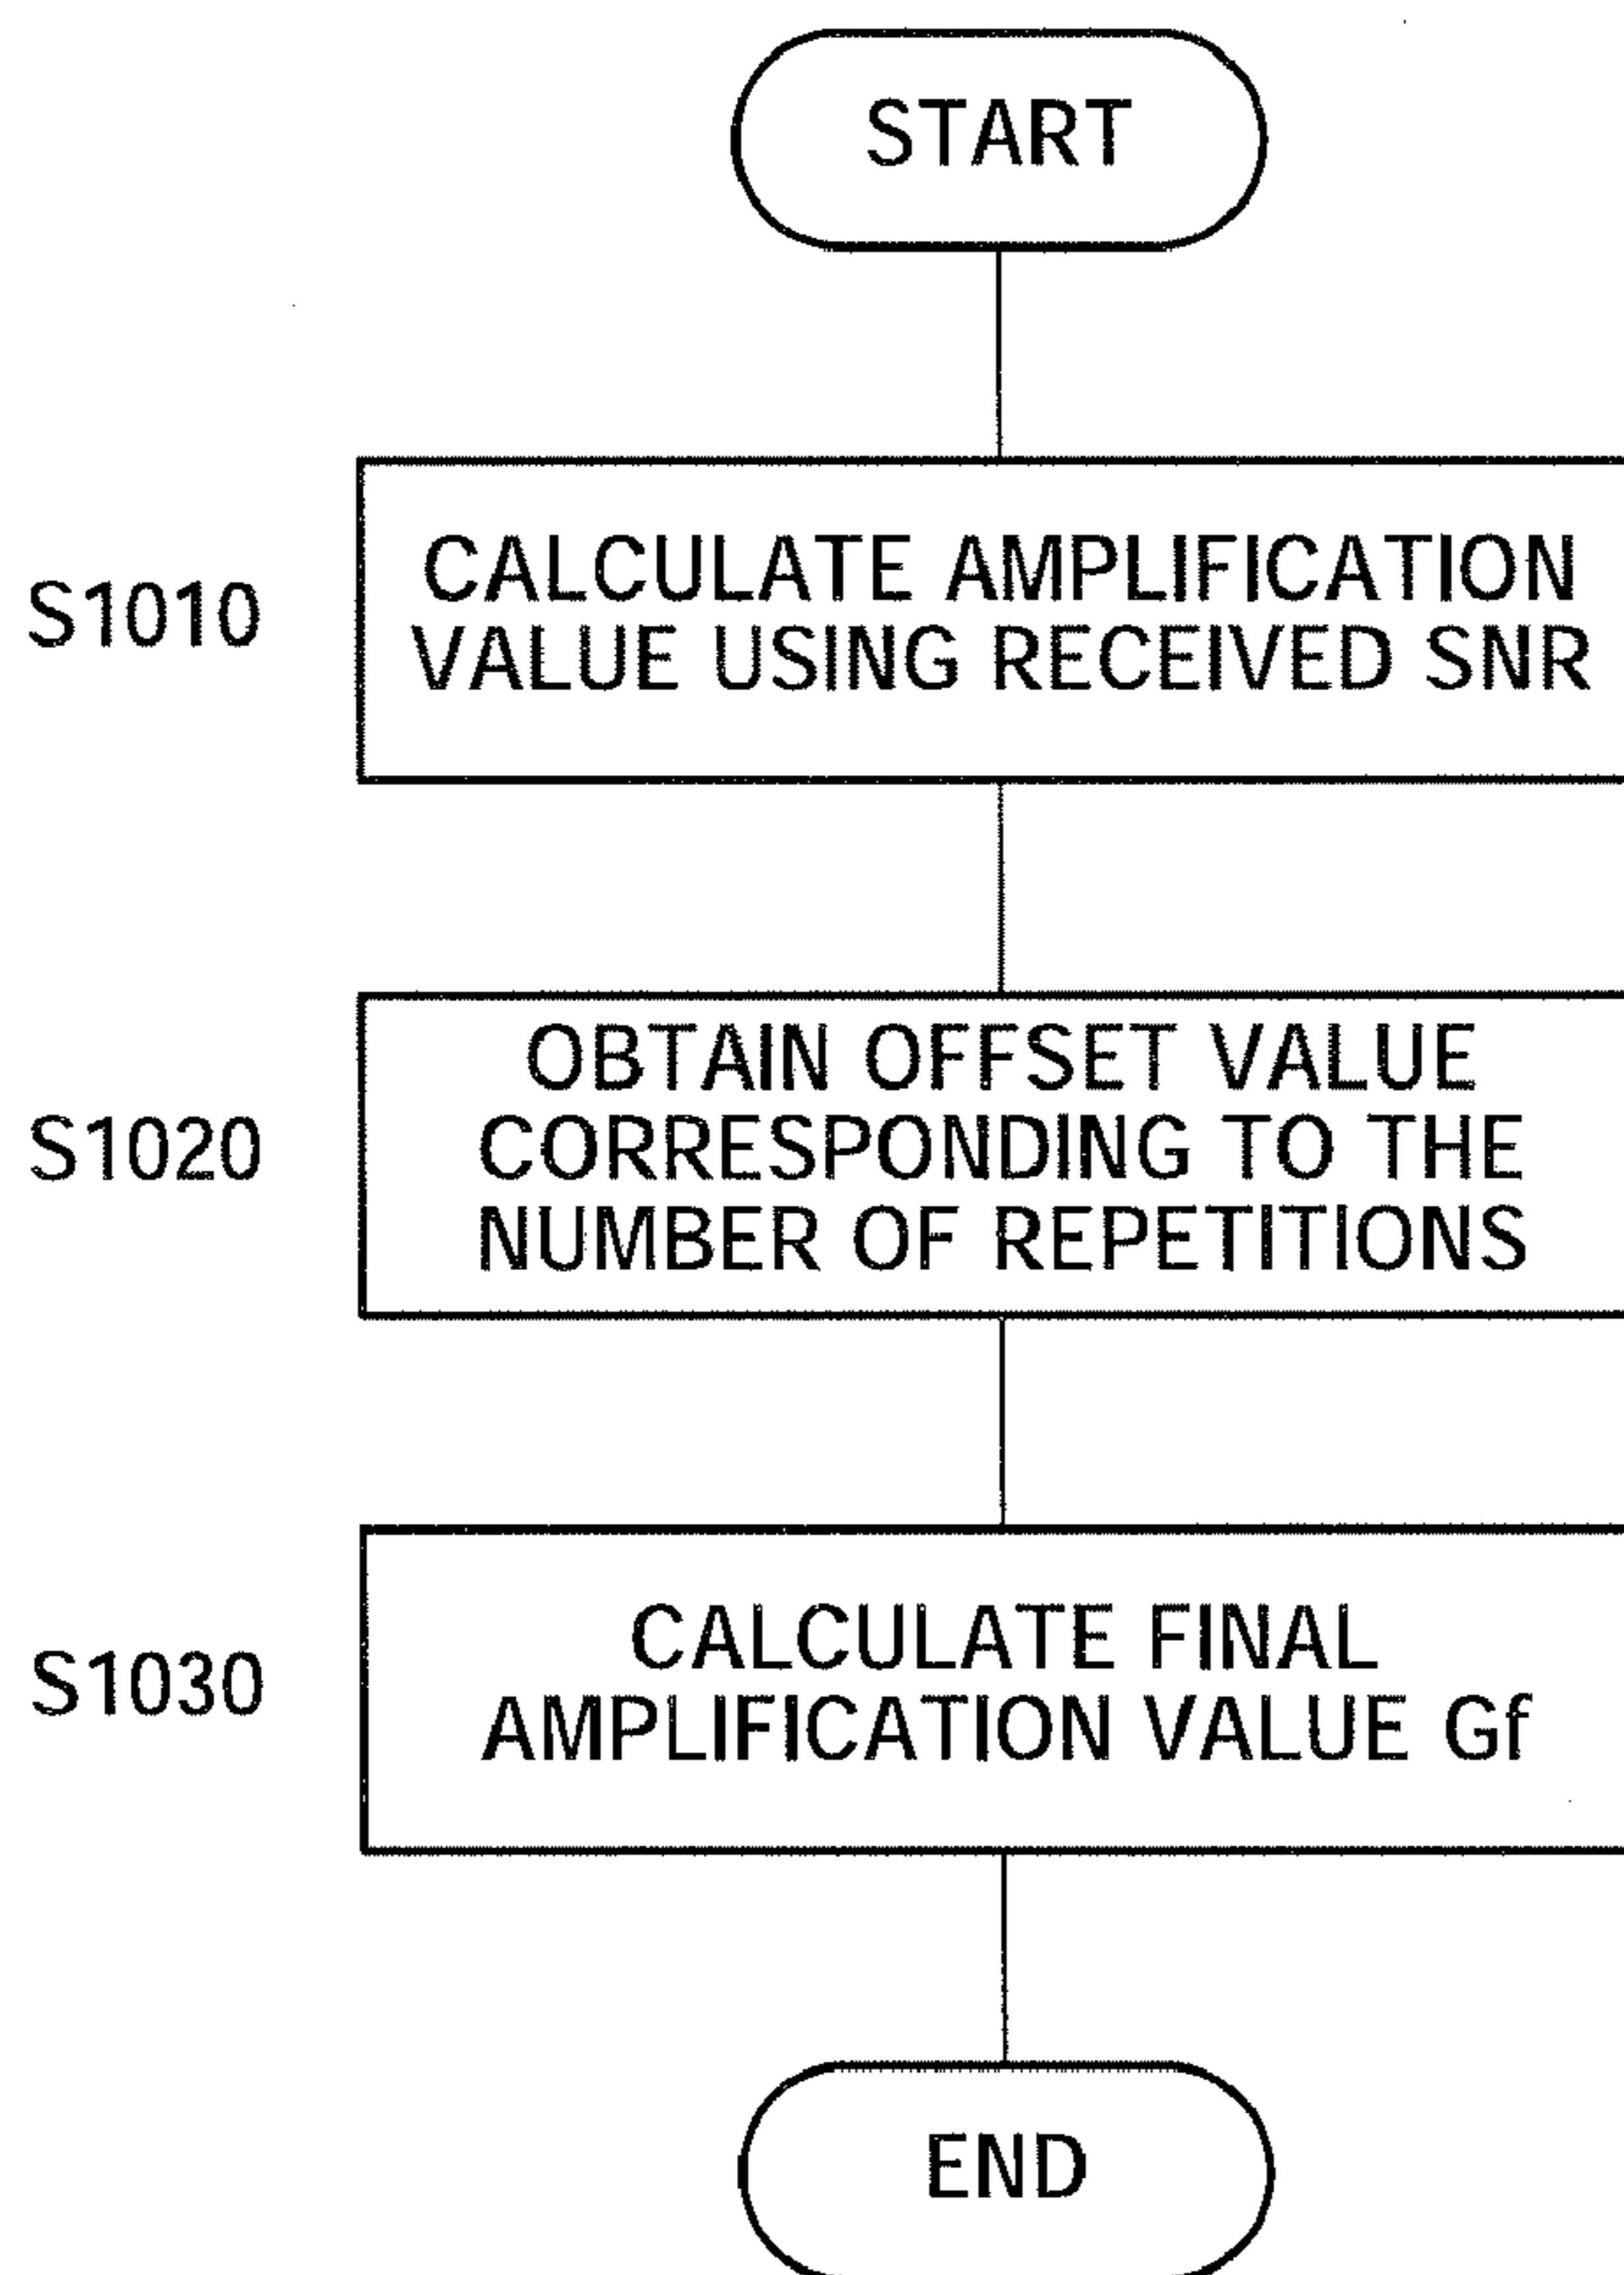 START
S1010
CALCULATE AMPLIFICATION
VALUE USING RECEIVED SNR
S1020
OBTAIN OFFSET VALUE
CORRESPONDING TO THE
NUMBER OF REPETITIONS
S1030
CALCULATE FINAL
AMPLIFICATION VALUE Gf
END